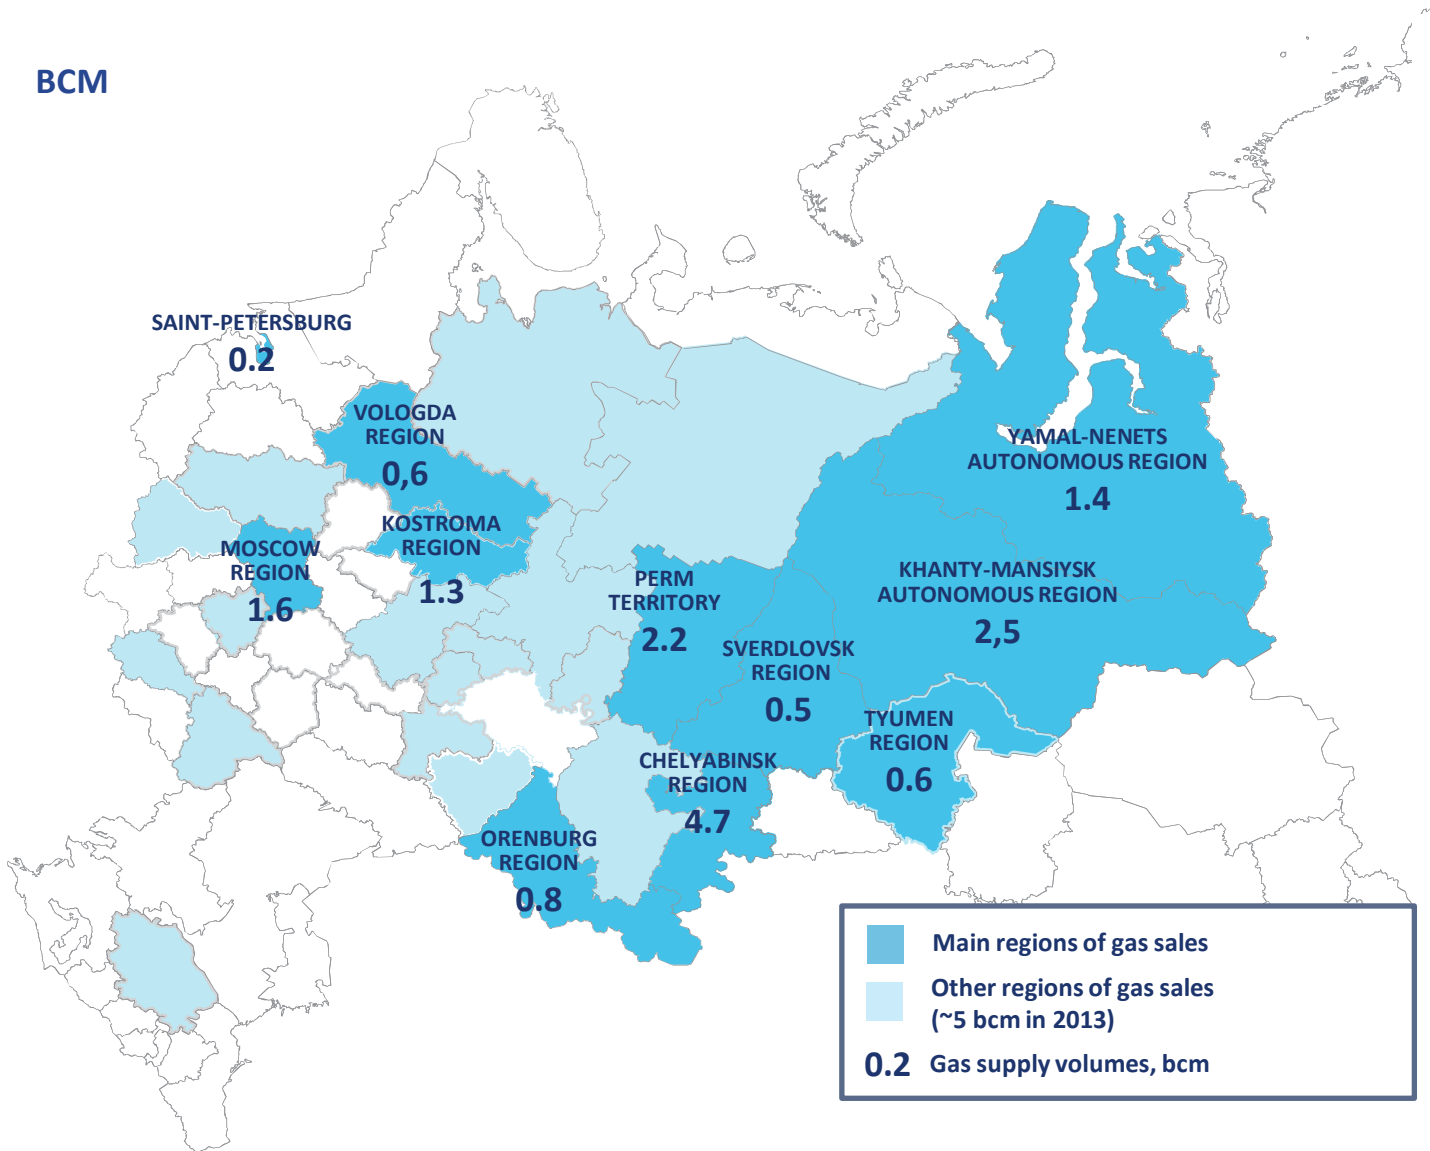 BCM
SAINT-PETERSBURG
0.2
VOLOGDA
REGION
0,6
KOSTROMA
REGION
1.3
MOSCOW
REGION
1.6
YAMAL-NENETS
AUTONOMOUS REGION
1.4
KHANTY-MANSIYSK
AUTONOMOUS REGION
2,5
PERM
TERRITORY
2.2
SVERDLOVSK
REGION
0.5
TYUMEN
REGION
0.6
CHELYABINSK
REGION
4.7
ORENBURG
REGION
0.8
Main regions of gas sales
Other regions of gas sales
(~5 bcm in 2013)
0.2 Gas supply volumes, bcm